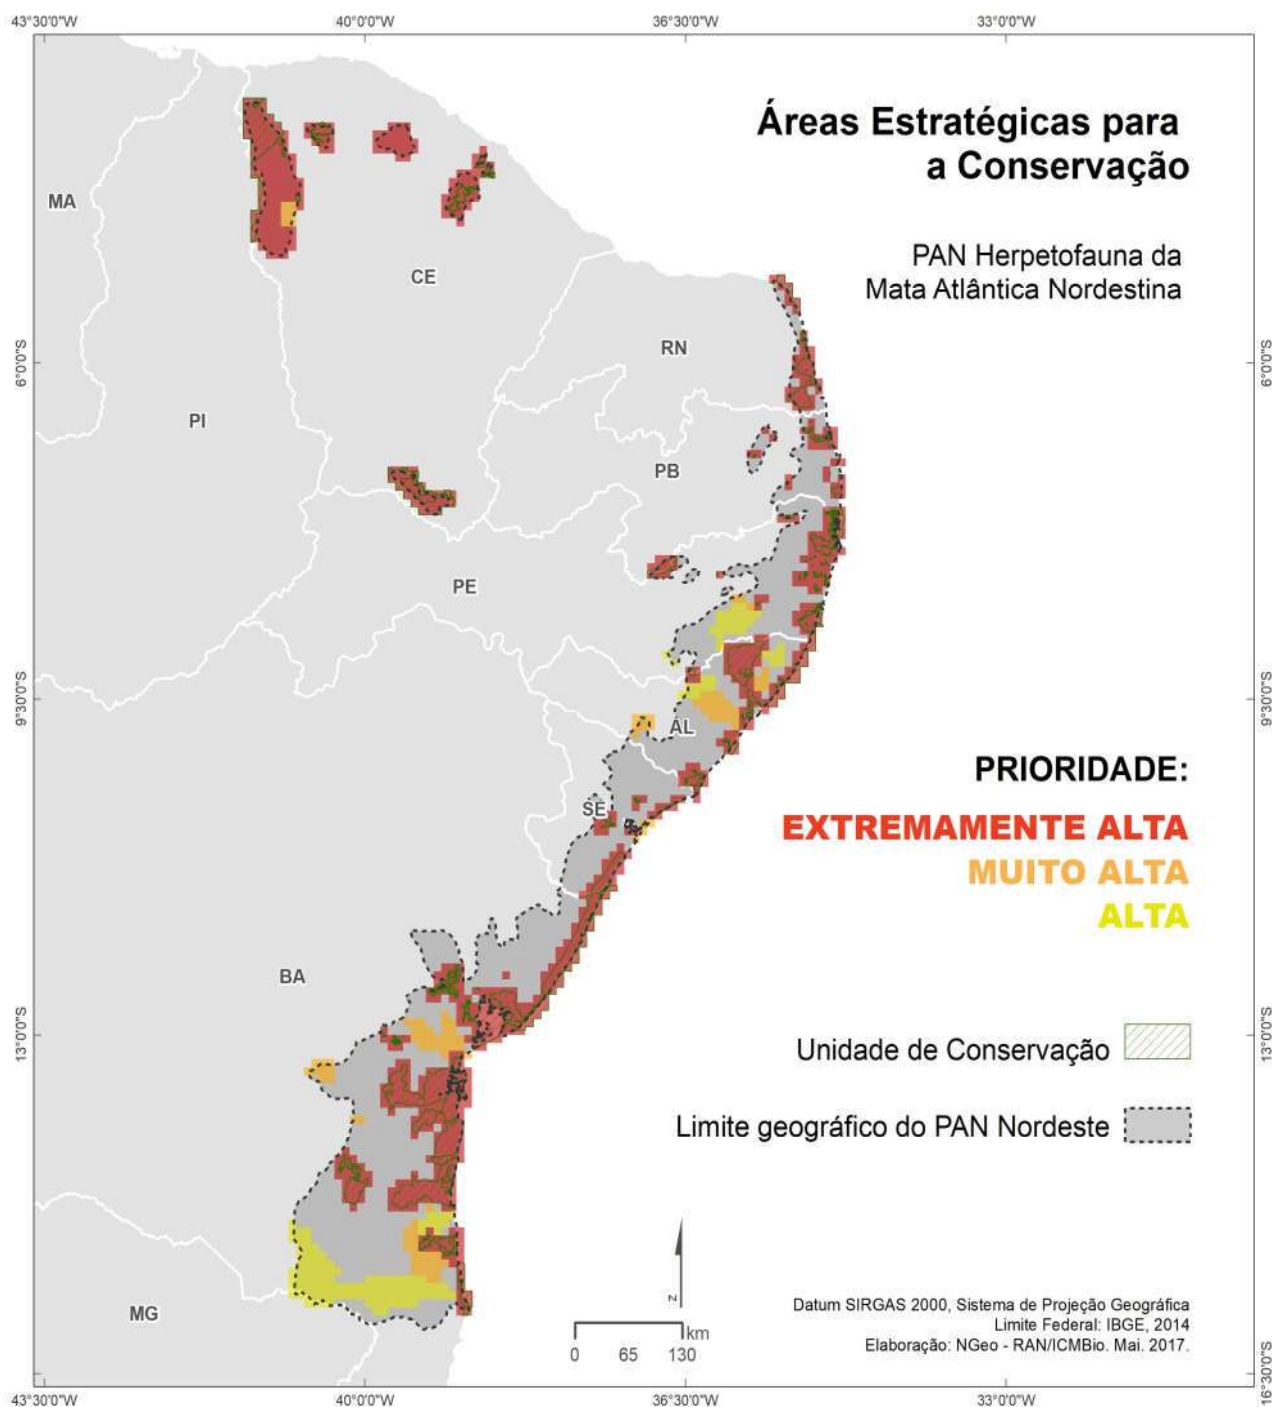 43°30'0"W 40°0'0"W 36°30'0"W 33°0'0"W
Áreas Estratégicas para
a Conservação
PAN Herpetofauna da
Mata Atlântica Nordestina
MA
CE
RN
6°0'0"S 6°0'0"S
PI
PB
PE
9°30'0"S 9°30'0"S
AL
PRIORIDADE:
SE
EXTREMAMENTE ALTA
MUITO ALTA
ALTA
BA
13°0'0"S 13°0'0"S
Unidade de Conservação
Limite geográfico do PAN Nordeste
N
MG
km
0 65 130
Datum SIRGAS 2000, Sistema de Projeção Geográfica
Limite Federal: IBGE, 2014
Elaboração: NGeo - RAN/ICMBio. Mai. 2017.
16°30'0"S
43°30'0"W 40°0'0"W 36°30'0"W 33°0'0"W